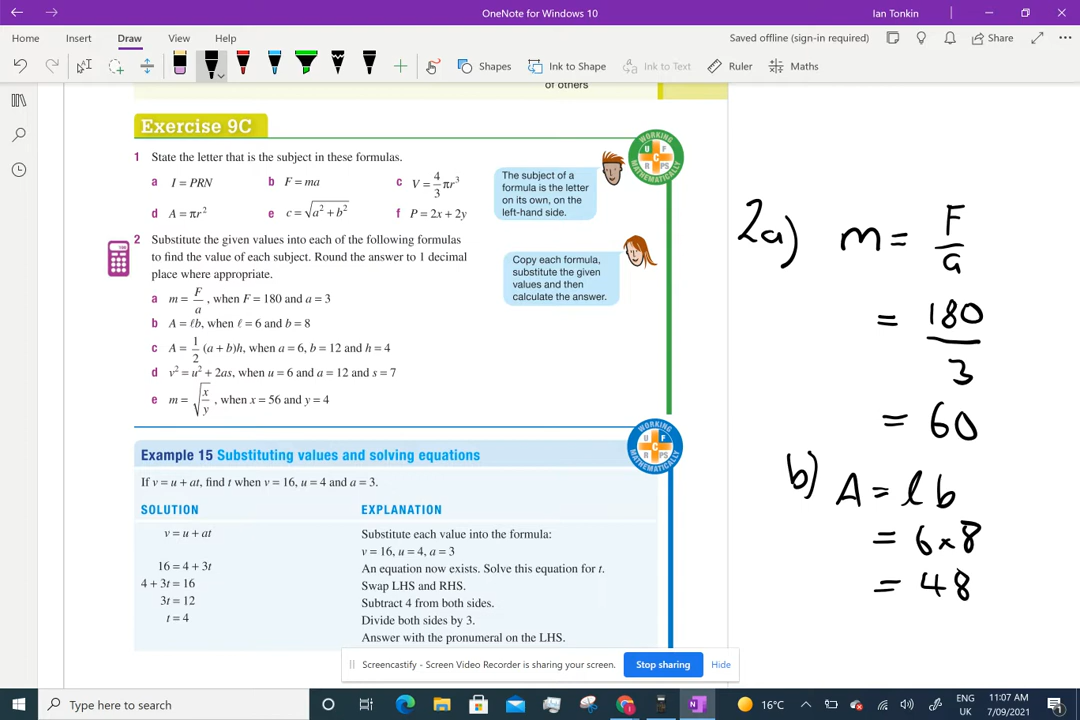 OneNote for Windows 10
Ian Tonkin
Home Insert Draw View Help
Saved offline (sign-in required)
Share
Shapes
Ink to Shape
Ink to Text
Ruler
Maths
of others
Exercise 9C
WORKING
U F
C
R PS
MATHEMATICALLY
1 State the letter that is the subject in these formulas.
a I = PRN b F = ma c V = 4/3 πr³
d A = πr² e c = √(a² + b²) f P = 2x + 2y
The subject of a
formula is the letter
on its own, on the
left-hand side.
2 Substitute the given values into each of the following formulas
to find the value of each subject. Round the answer to 1 decimal
place where appropriate.
a m = F/a, when F = 180 and a = 3
b A = ℓb, when ℓ = 6 and b = 8
c A = 1/2 (a + b)h, when a = 6, b = 12 and h = 4
d v² = u² + 2as, when u = 6 and a = 12 and s = 7
e m = √(x/y), when x = 56 and y = 4
Copy each formula,
substitute the given
values and then
calculate the answer.
WORKING
U F
C
R PS
MATHEMATICALLY
Example 15 Substituting values and solving equations
If v = u + at, find t when v = 16, u = 4 and a = 3.
SOLUTION EXPLANATION
v = u + at Substitute each value into the formula:
v = 16, u = 4, a = 3
16 = 4 + 3t An equation now exists. Solve this equation for t.
4 + 3t = 16 Swap LHS and RHS.
3t = 12 Subtract 4 from both sides.
t = 4 Divide both sides by 3.
Answer with the pronumeral on the LHS.
2a) m = F/a
= 180/3
= 60
b) A = l b
= 6 × 8
= 48
Screencastify - Screen Video Recorder is sharing your screen.
Stop sharing
Hide
Type here to search
16°C
ENG
UK
11:07 AM
7/09/2021